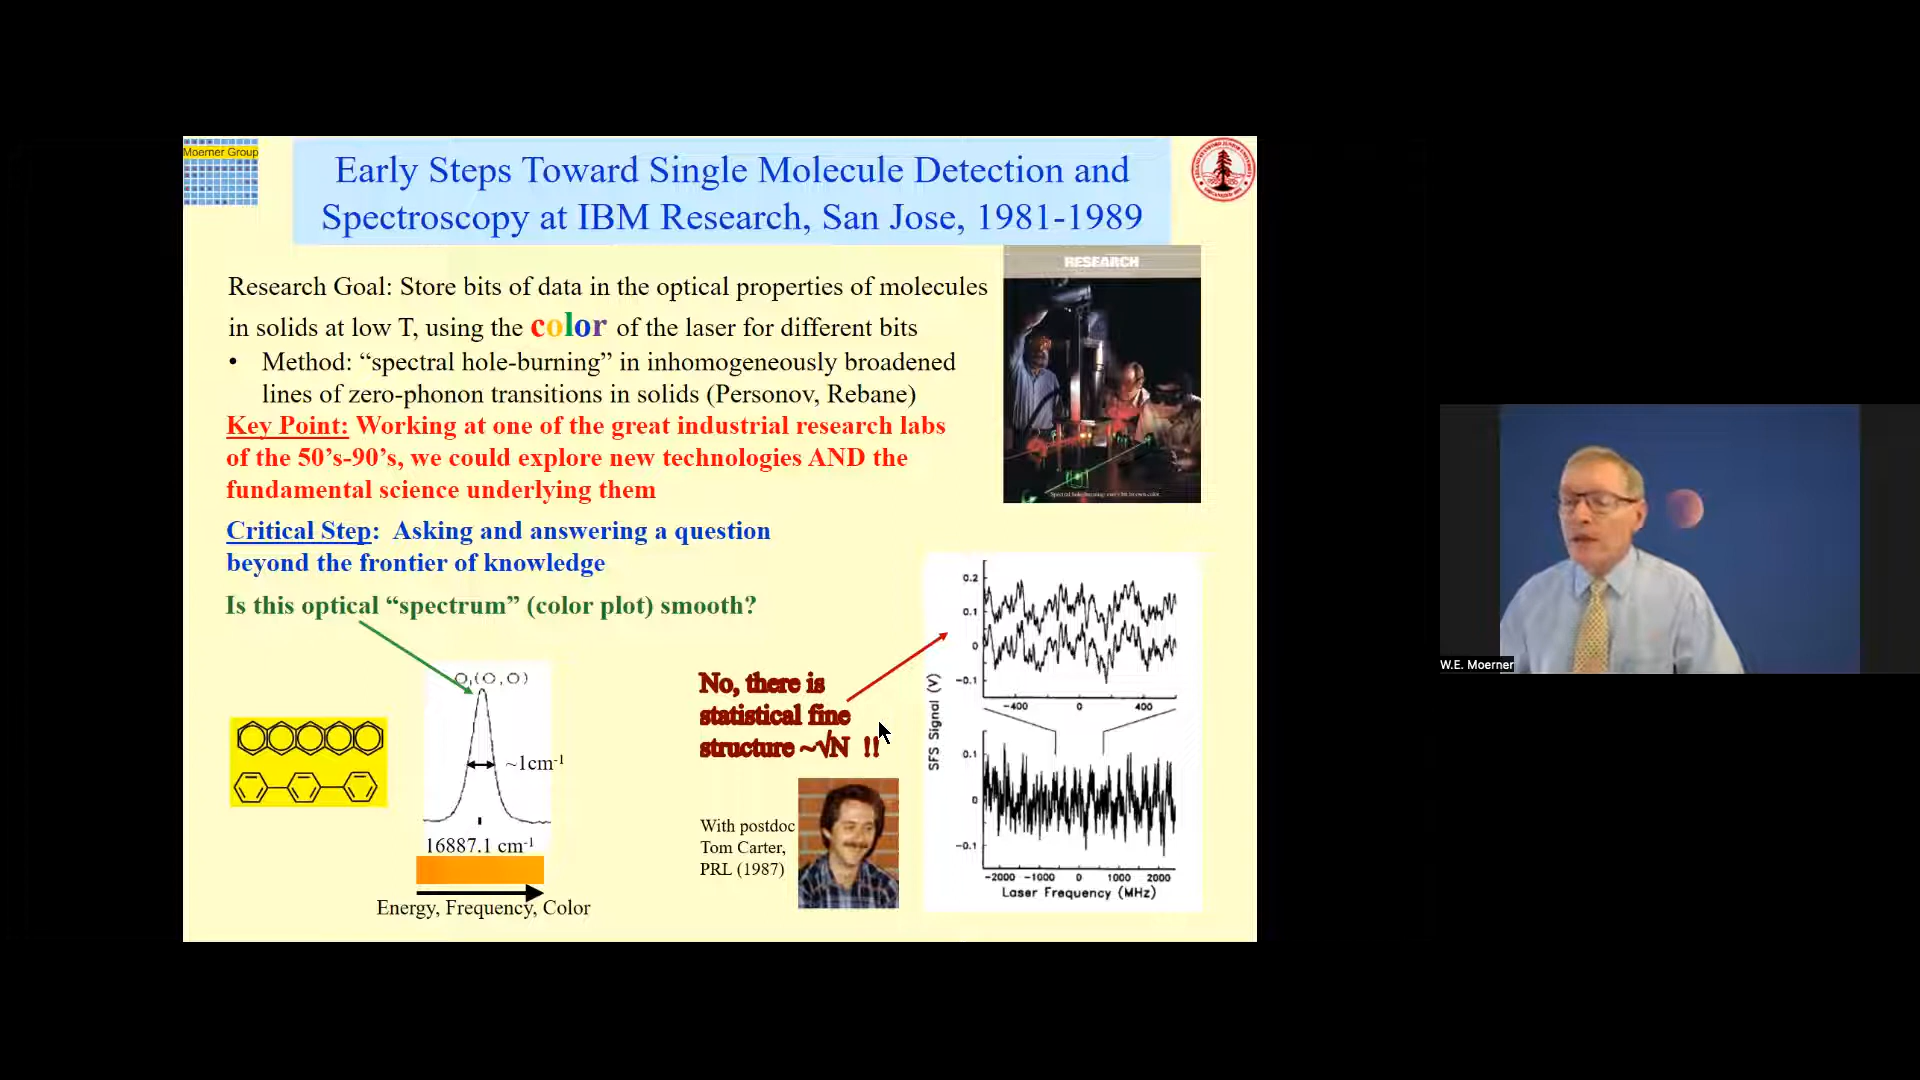 Moerner Group
Early Steps Toward Single Molecule Detection and
Spectroscopy at IBM Research, San Jose, 1981-1989
RESEARCH
Research Goal: Store bits of data in the optical properties of molecules
in solids at low T, using the color of the laser for different bits
• Method: “spectral hole-burning” in inhomogeneously broadened
lines of zero-phonon transitions in solids (Personov, Rebane)
Key Point: Working at one of the great industrial research labs
of the 50’s-90’s, we could explore new technologies AND the
fundamental science underlying them
Critical Step: Asking and answering a question
beyond the frontier of knowledge
Is this optical “spectrum” (color plot) smooth?
O₁(O,O)
~1cm-1
16887.1 cm-1
Energy, Frequency, Color
No, there is
statistical fine
structure ~√N !!
With postdoc
Tom Carter,
PRL (1987)
SFS Signal (V)
0.2
0.1
0
-0.1
-400 0 400
0.1
0
-0.1
-2000 -1000 0 1000 2000
Laser Frequency (MHz)
W.E. Moerner